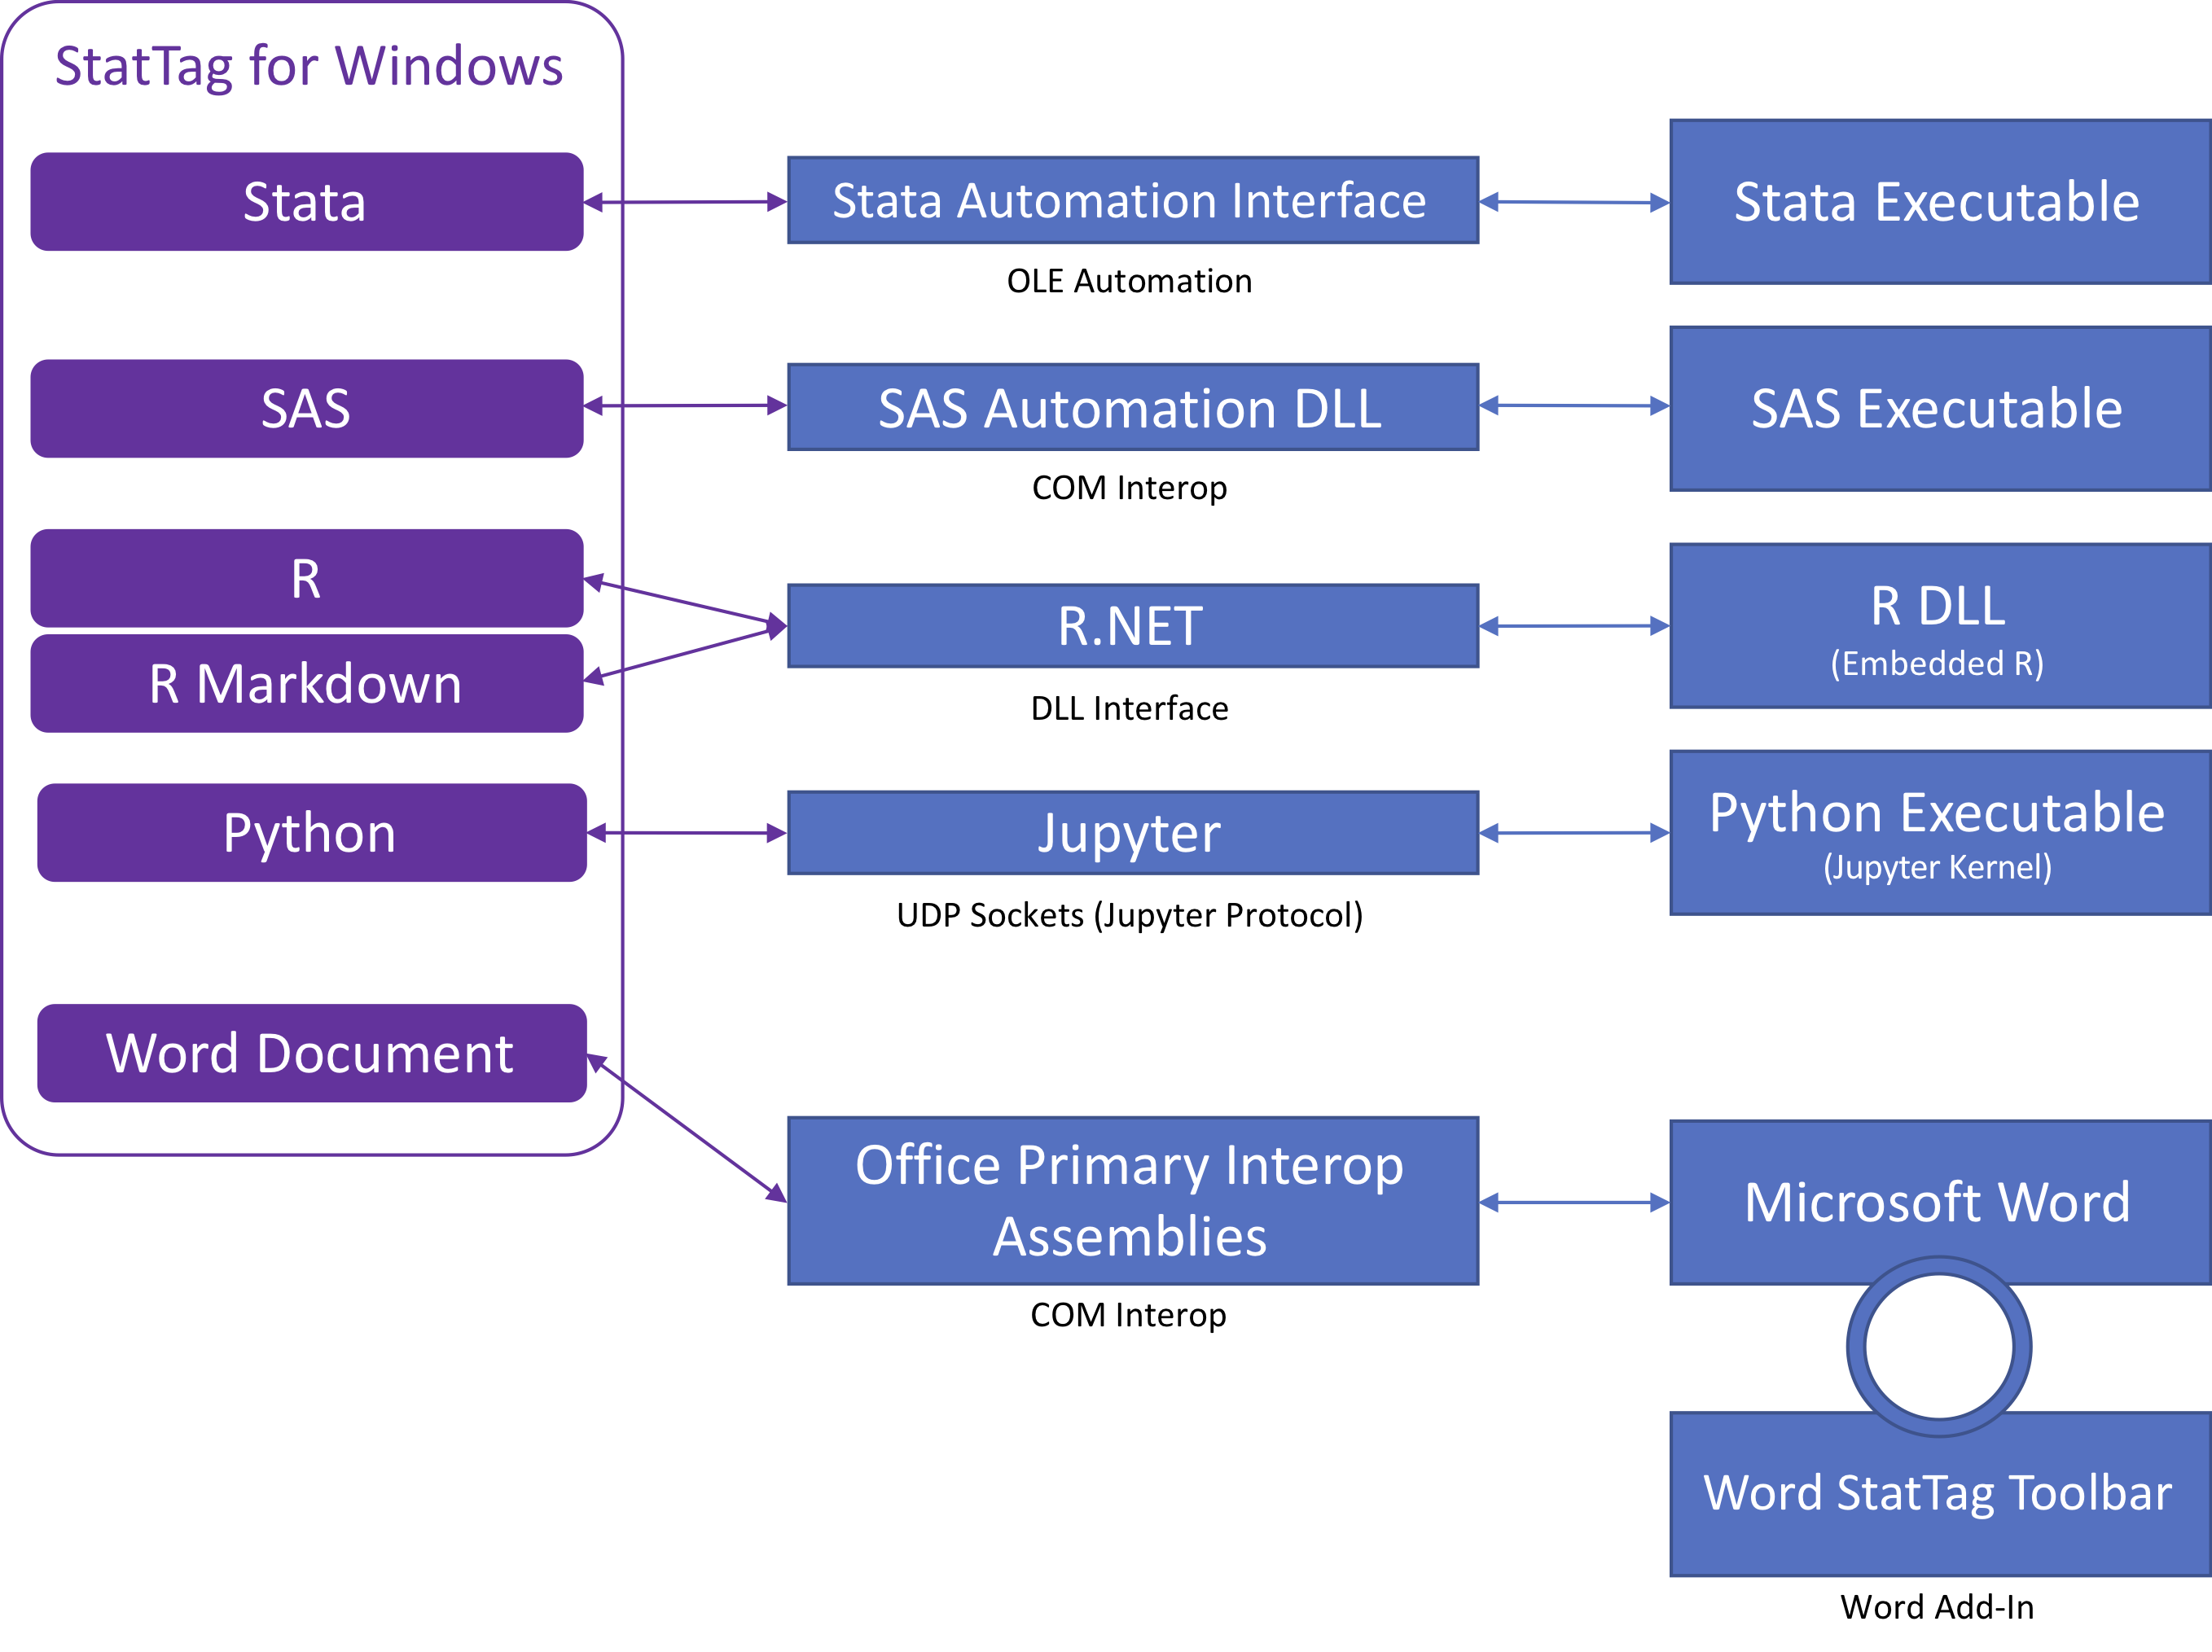 StatTag for Windows
Stata
Stata Automation Interface
OLE Automation
Stata Executable
SAS
SAS Automation DLL
COM Interop
SAS Executable
R
R Markdown
R.NET
DLL Interface
R DLL
(Embedded R)
Python
Jupyter
UDP Sockets (Jupyter Protocol)
Python Executable
(Jupyter Kernel)
Word Document
Office Primary Interop
Assemblies
COM Interop
Microsoft Word
Word StatTag Toolbar
Word Add-In